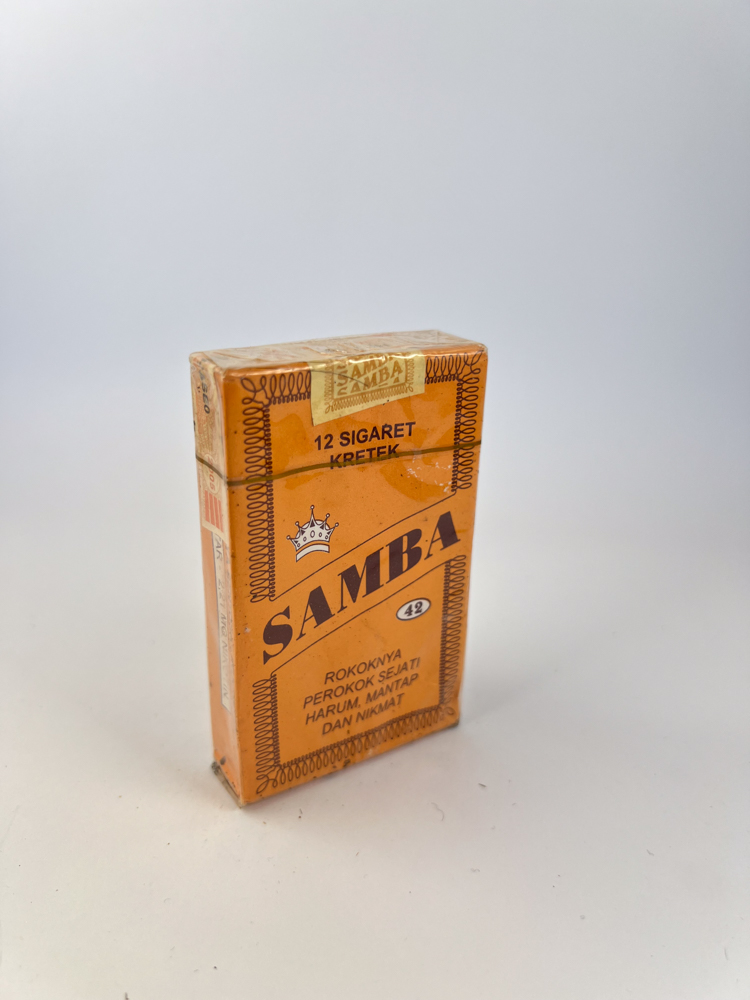 SAMBA
SAMBA
12 SIGARET
KRETEK
SAMBA
42
ROKOKNYA
PEROKOK SEJATI
HARUM, MANTAP
DAN NIKMAT